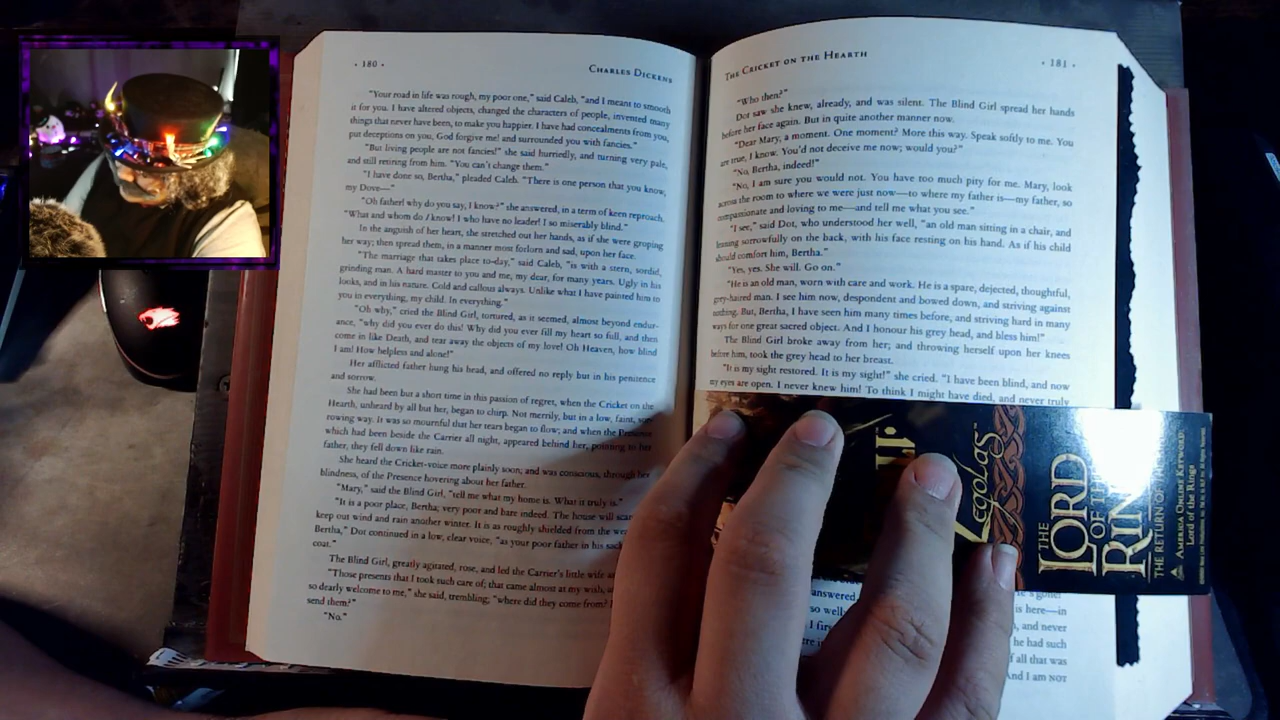 · 180 ·
CHARLES DICKENS
"Your road in life was rough, my poor one," said Caleb, "and I meant to smooth
it for you. I have altered objects, changed the characters of people, invented many
things that never have been, to make you happier. I have had concealments from you,
put deceptions on you, God forgive me! and surrounded you with fancies."
"But living people are not fancies!" she said hurriedly, and turning very pale,
and still retiring from him. "You can't change them."
"I have done so, Bertha," pleaded Caleb. "There is one person that you know,
my Dove—"
"Oh father! why do you say, I know?" she answered, in a term of keen reproach.
"What and whom do I know! I who have no leader! I so miserably blind."
In the anguish of her heart, she stretched out her hands, as if she were groping
her way; then spread them, in a manner most forlorn and sad, upon her face.
"The marriage that takes place to-day," said Caleb, "is with a stern, sordid,
grinding man. A hard master to you and me, my dear, for many years. Ugly in his
looks, and in his nature. Cold and callous always. Unlike what I have painted him to
you in everything, my child. In everything."
"Oh why," cried the Blind Girl, tortured, as it seemed, almost beyond endur-
ance, "why did you ever do this! Why did you ever fill my heart so full, and then
come in like Death, and tear away the objects of my love! Oh Heaven, how blind
I am! How helpless and alone!"
Her afflicted father hung his head, and offered no reply but in his penitence
and sorrow.
She had been but a short time in this passion of regret, when the Cricket on the
Hearth, unheard by all but her, began to chirp. Not merrily, but in a low, faint, sor-
rowing way. It was so mournful that her tears began to flow; and when the Presence
which had been beside the Carrier all night, appeared behind her, pointing to her
father, they fell down like rain.
She heard the Cricket-voice more plainly soon; and was conscious, through her
blindness, of the Presence hovering about her father.
"Mary," said the Blind Girl, "tell me what my home is. What it truly is."
"It is a poor place, Bertha; very poor and bare indeed. The house will
keep out wind and rain another winter. It is as roughly shielded from the
Bertha," Dot continued in a low, clear voice, "as your poor father in his
coat."
The Blind Girl, greatly agitated, rose, and led the Carrier's little wife
"Those presents that I took such care of; that came almost at my wish,
so dearly welcome to me," she said, trembling; "where did they come from?
send them?"
"No."
THE CRICKET ON THE HEARTH
· 181 ·
"Who then?"
Dot saw she knew, already, and was silent. The Blind Girl spread her hands
before her face again. But in quite another manner now.
"Dear Mary, a moment. One moment? More this way. Speak softly to me. You
are true, I know. You'd not deceive me now; would you?"
"No, Bertha, indeed!"
"No, I am sure you would not. You have too much pity for me. Mary, look
across the room to where we were just now—to where my father is—my father, so
compassionate and loving to me—and tell me what you see."
"I see," said Dot, who understood her well, "an old man sitting in a chair, and
leaning sorrowfully on the back, with his face resting on his hand. As if his child
should comfort him, Bertha."
"Yes, yes. She will. Go on."
"He is an old man, worn with care and work. He is a spare, dejected, thoughtful,
grey-haired man. I see him now, despondent and bowed down, and striving against
nothing. But, Bertha, I have seen him many times before, and striving hard in many
ways for one great sacred object. And I honour his grey head, and bless him!"
The Blind Girl broke away from her; and throwing herself upon her knees
before him, took the grey head to her breast.
"It is my sight restored. It is my sight!" she cried. "I have been blind, and now
my eyes are open. I never knew him! To think I might have died, and never truly
Legolas
THE
LORD
OF THE
THE RETURN OF
AMERICA ONLINE KEYWORD:
Lord of the Rings
answered
so well
he's gone!
is here—in
and never
he had such
all that was
And I am NOT